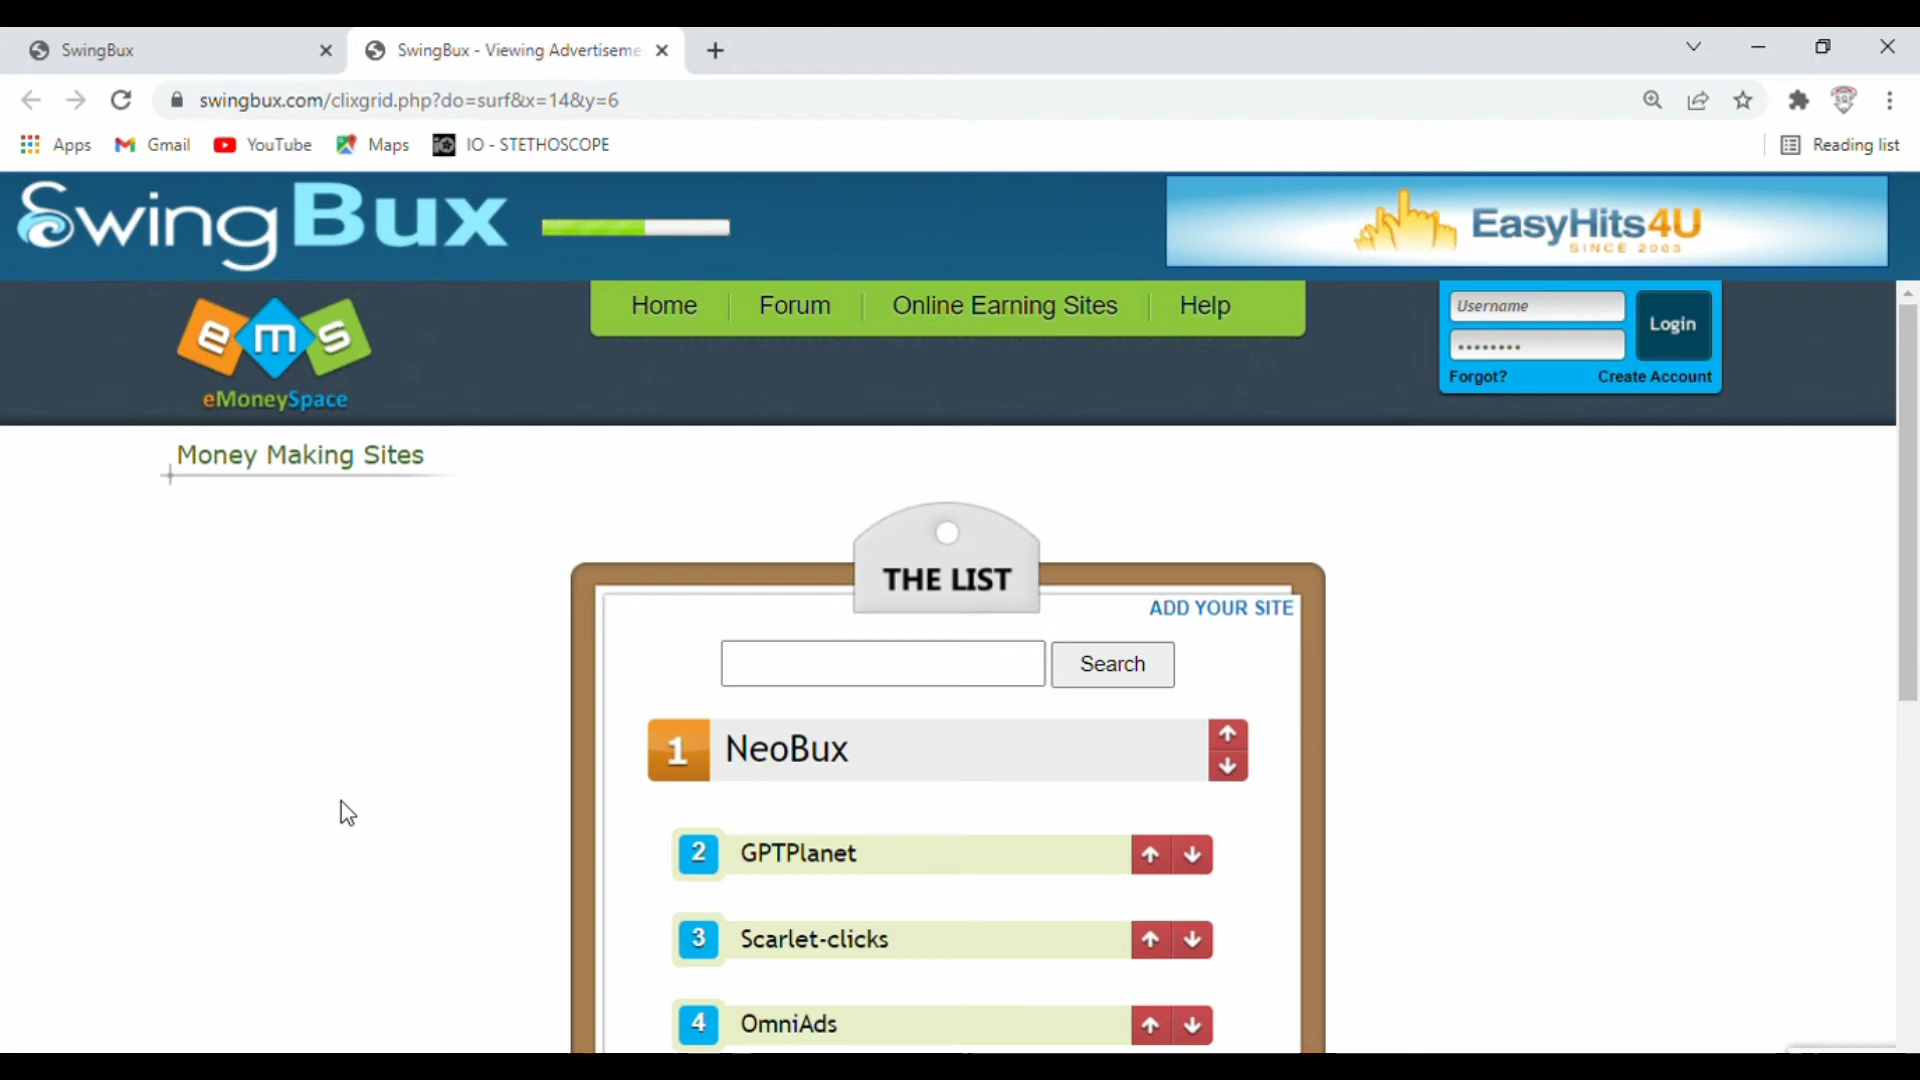 SwingBux
SwingBux - Viewing Advertiseme
swingbux.com/clixgrid.php?do=surf&x=14&y=6
Apps
Gmail
YouTube
Maps
IO - STETHOSCOPE
Reading list
SwingBux
EasyHits4U
SINCE 2003
ems
eMoneySpace
Home
Forum
Online Earning Sites
Help
Username
Login
Forgot?
Create Account
Money Making Sites
THE LIST
ADD YOUR SITE
Search
1 NeoBux
2 GPTPlanet
3 Scarlet-clicks
4 OmniAds